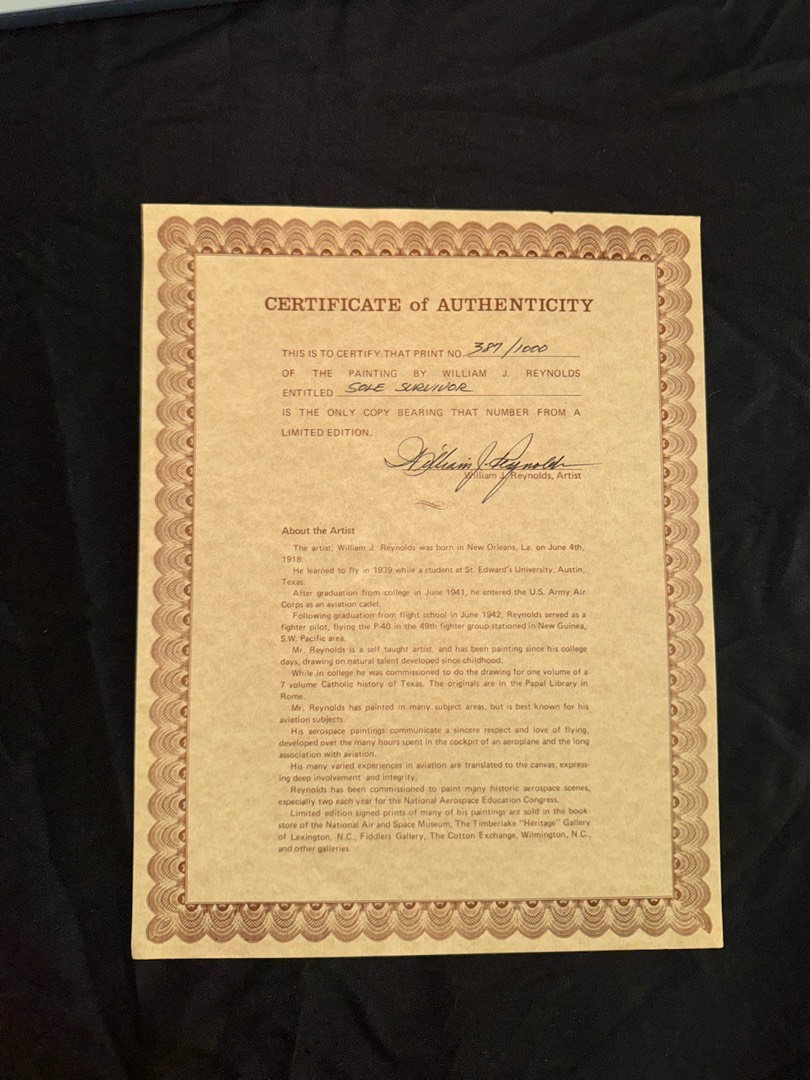 CERTIFICATE of AUTHENTICITY
THIS IS TO CERTIFY THAT PRINT NO. 387/1000
OF THE PAINTING BY WILLIAM J. REYNOLDS
ENTITLED SOLE SURVIVOR
IS THE ONLY COPY BEARING THAT NUMBER FROM A
LIMITED EDITION.
William J. Reynolds
William J. Reynolds, Artist
About the Artist
The artist, William J. Reynolds was born in New Orleans, La. on June 4th,
1918.
He learned to fly in 1939 while a student at St. Edward's University, Austin,
Texas.
After graduation from college in June 1941, he entered the U.S. Army Air
Corps as an aviation cadet.
Following graduation from flight school in June 1942, Reynolds served as a
fighter pilot, flying the P-40 in the 49th fighter group stationed in New Guinea,
S.W. Pacific area.
Mr. Reynolds is a self taught artist, and has been painting since his college
days, drawing on natural talent developed since childhood.
While in college he was commissioned to do the drawing for one volume of a
7 volume Catholic history of Texas. The originals are in the Papal Library in
Rome.
Mr. Reynolds has painted in many subject areas, but is best known for his
aviation subjects.
His aerospace paintings communicate a sincere respect and love of flying,
developed over the many hours spent in the cockpit of an aeroplane and the long
association with aviation.
His many varied experiences in aviation are translated to the canvas, express-
ing deep involvement and integrity.
Reynolds has been commissioned to paint many historic aerospace scenes,
especially two each year for the National Aerospace Education Congress.
Limited edition signed prints of many of his paintings are sold in the book-
store of the National Air and Space Museum, The Timberlake "Heritage" Gallery
of Lexington, N.C., Fiddlers Gallery, The Cotton Exchange, Wilmington, N.C.,
and other galleries.